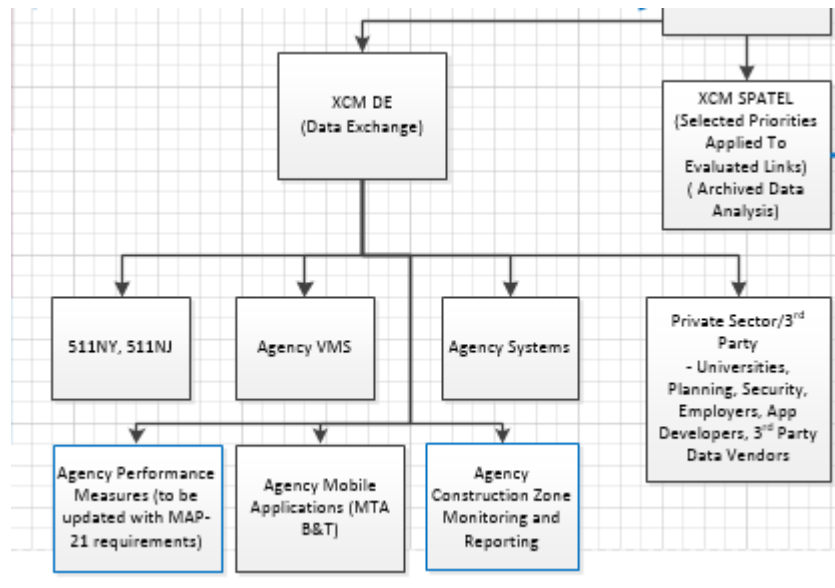 XCM DE
(Data Exchange)
XCM SPATEL
(Selected Priorities
Applied To
Evaluated Links)
( Archived Data
Analysis)
511NY, 511NJ
Agency VMS
Agency Systems
Private Sector/3rd
Party
- Universities,
Planning, Security,
Employers, App
Developers, 3rd Party
Data Vendors
Agency Performance
Measures (to be
updated with MAP-
21 requirements)
Agency Mobile
Applications (MTA
B&T)
Agency
Construction Zone
Monitoring and
Reporting